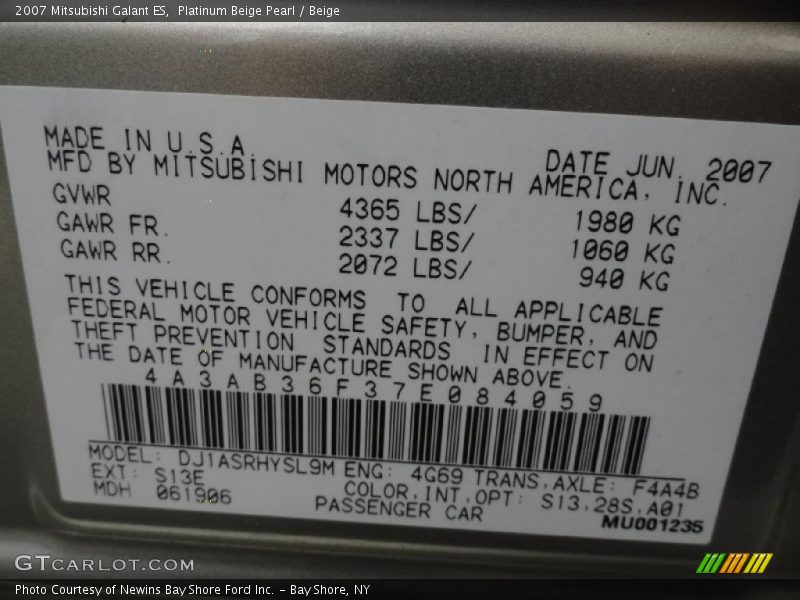 2007 Mitsubishi Galant ES, Platinum Beige Pearl / Beige
MADE IN U.S.A. DATE JUN. 2007
MFD BY MITSUBISHI MOTORS NORTH AMERICA, INC.
GVWR 4365 LBS/ 1980 KG
GAWR FR. 2337 LBS/ 1060 KG
GAWR RR. 2072 LBS/ 940 KG
THIS VEHICLE CONFORMS TO ALL APPLICABLE
FEDERAL MOTOR VEHICLE SAFETY, BUMPER, AND
THEFT PREVENTION STANDARDS IN EFFECT ON
THE DATE OF MANUFACTURE SHOWN ABOVE.
4A3AB36F37E084059
MODEL: DJ1ASRHYSL9M ENG: 4G69 TRANS,AXLE: F4A4B
EXT: S13E COLOR,INT,OPT: S13,28S,A01
MDH 061906 PASSENGER CAR
MU001235
GTCARLOT.COM
Photo Courtesy of Newins Bay Shore Ford Inc. - Bay Shore, NY